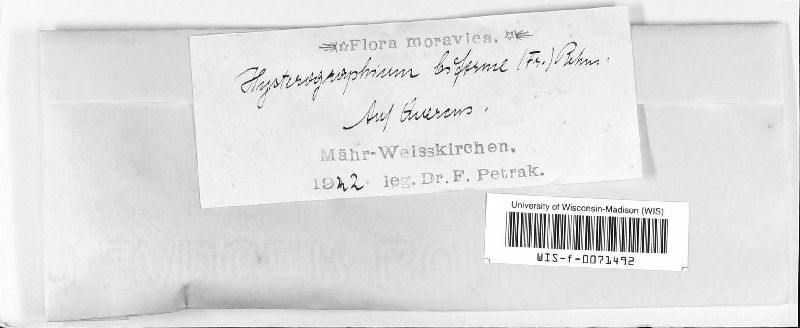 Flora moravica.
Hysterographium biforme (Fr.) Rehm.
Auf Quercus.
Mähr-Weisskirchen.
1942 leg. Dr. F. Petrak.
University of Wisconsin-Madison (WIS)
WIS-f-0071492